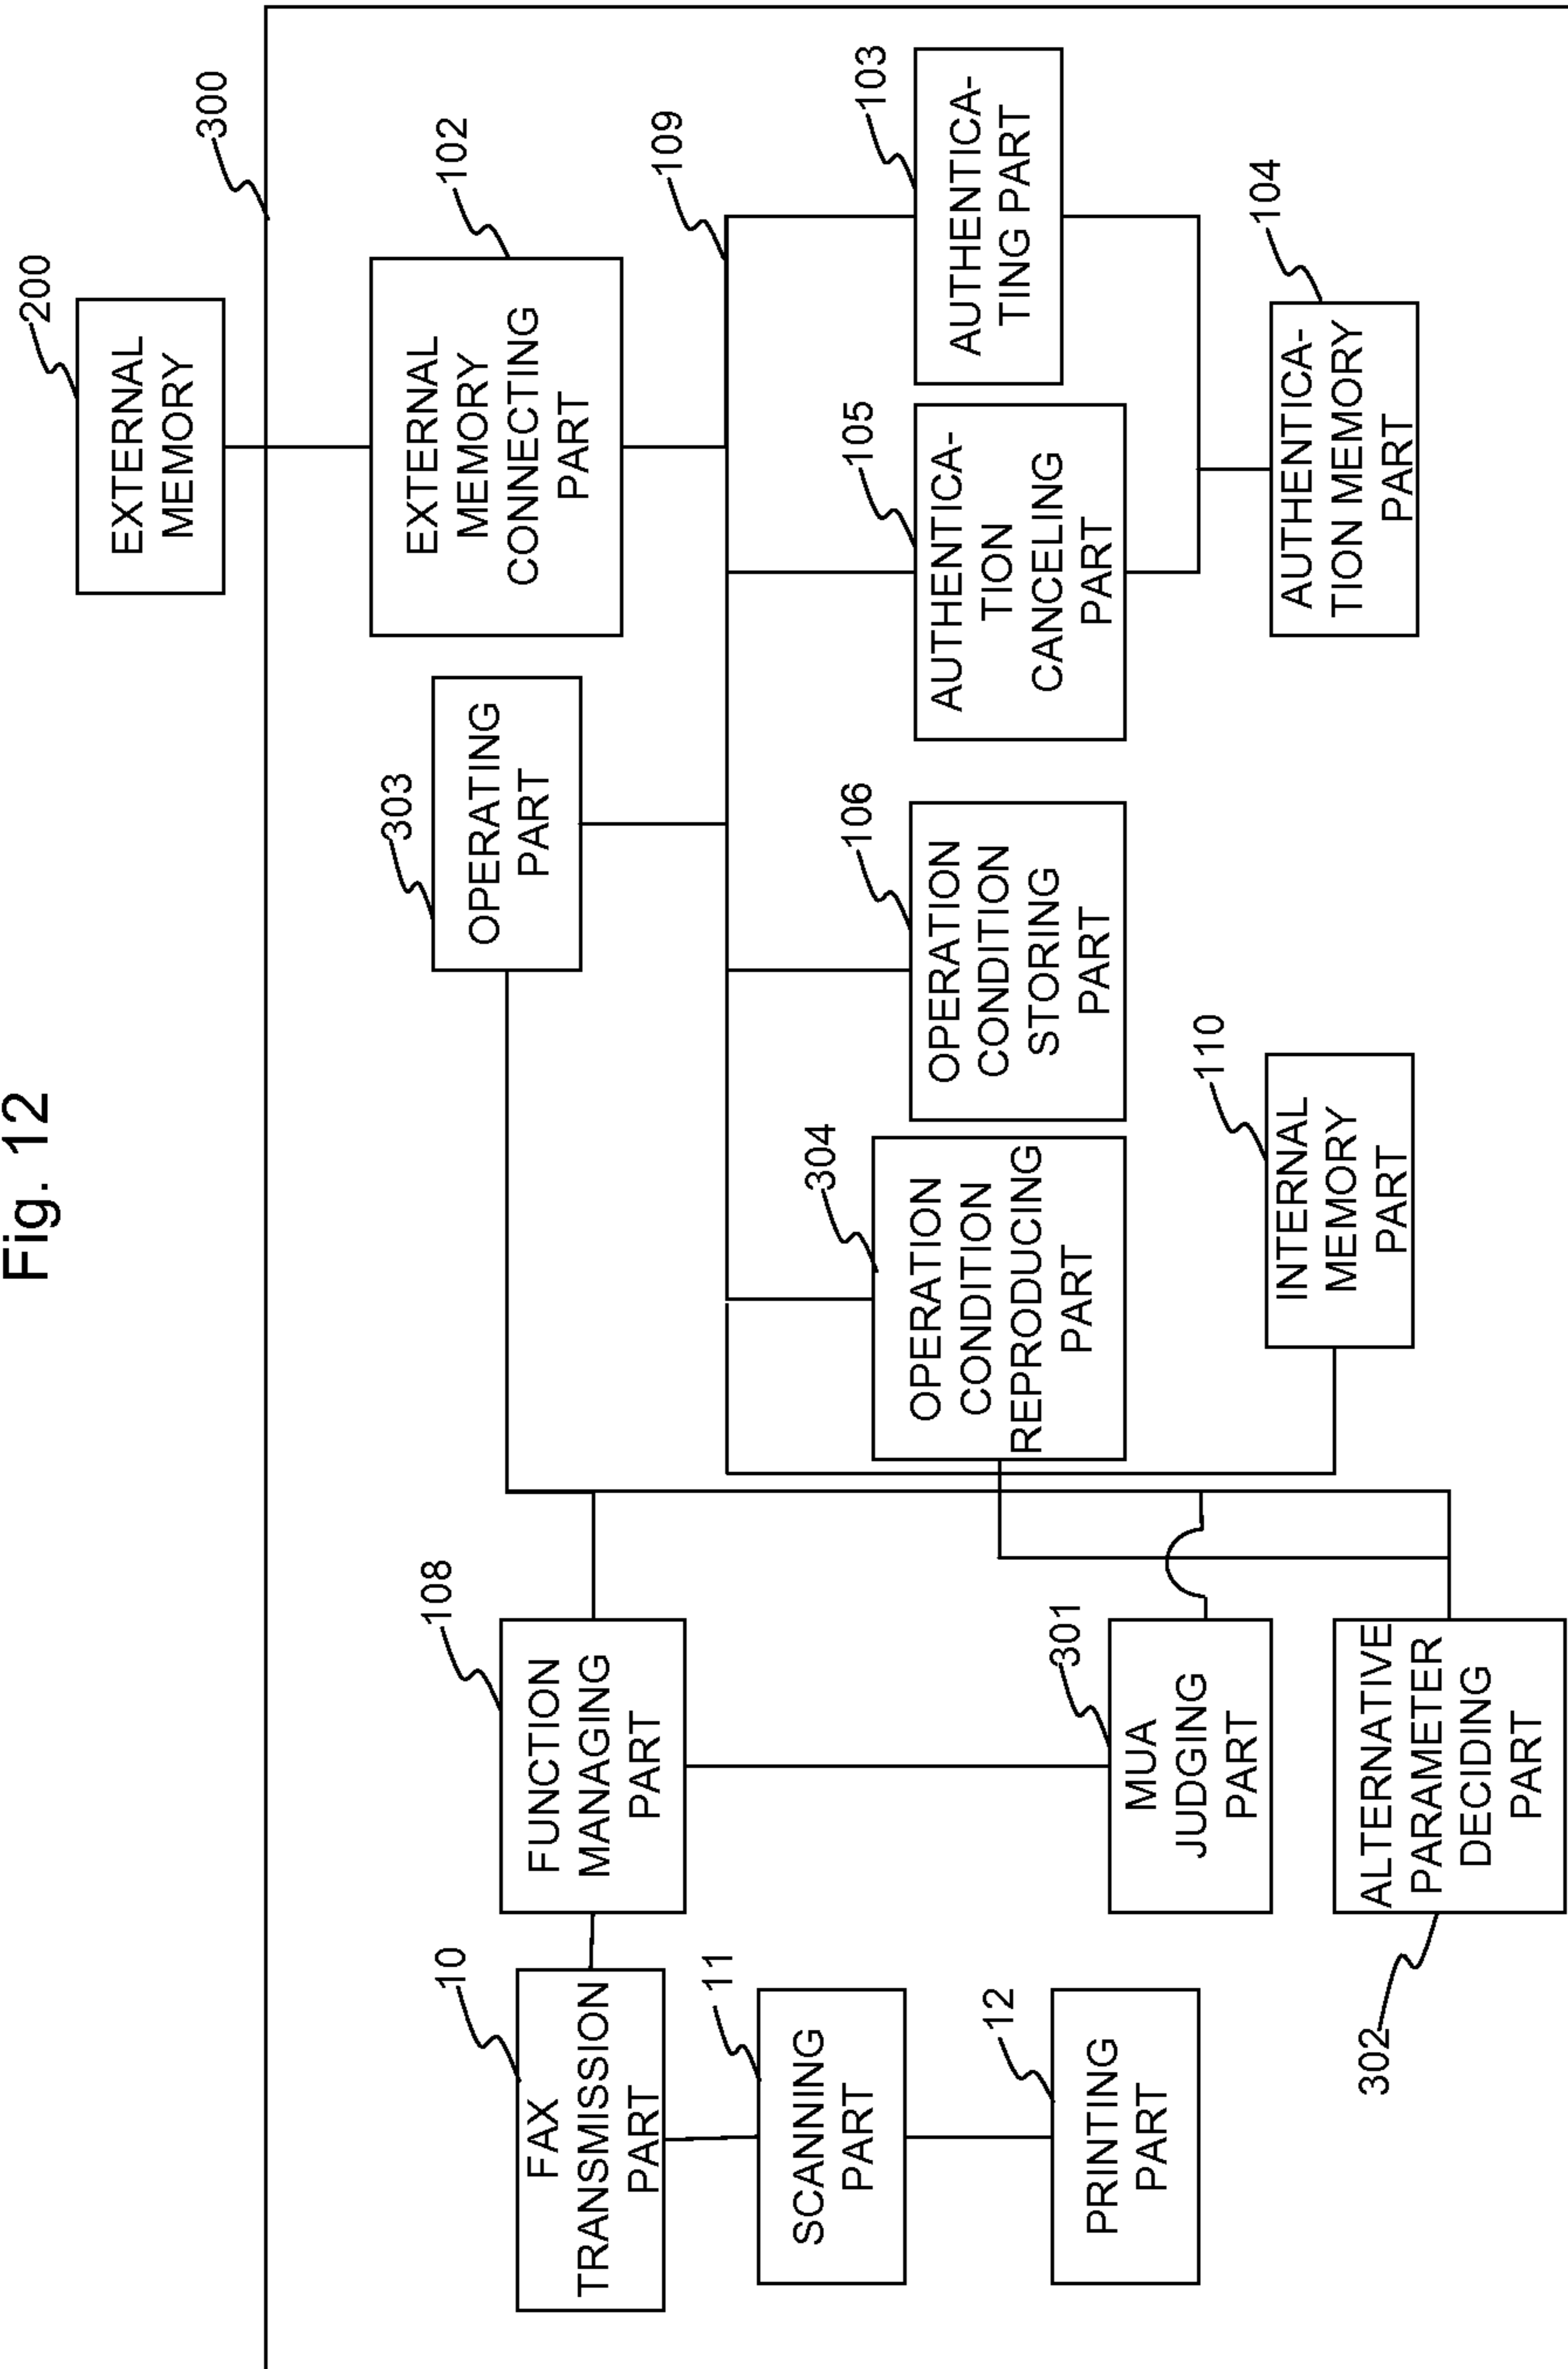 Fig. 12
200
EXTERNAL
MEMORY
300
102
EXTERNAL
MEMORY
CONNECTING
PART
303
OPERATING
PART
109
108
FUNCTION
MANAGING
PART
10
FAX
TRANSMISSION
PART
11
SCANNING
PART
12
PRINTING
PART
304
OPERATION
CONDITION
REPRODUCING
PART
106
OPERATION
CONDITION
STORING
PART
105
AUTHENTICA-
TION
CANCELING
PART
103
AUTHENTICA-
TING PART
301
MUA
JUDGING
PART
110
INTERNAL
MEMORY
PART
104
AUTHENTICA-
TION MEMORY
PART
302
ALTERNATIVE
PARAMETER
DECIDING
PART